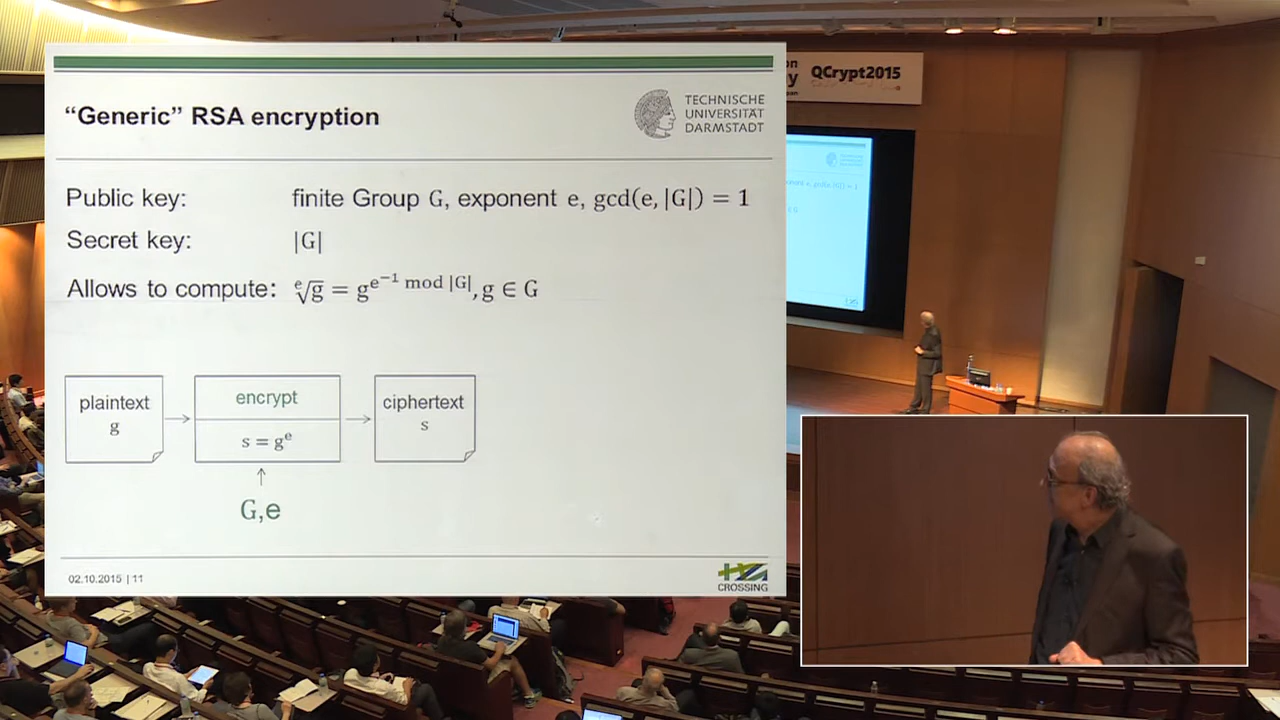 “Generic” RSA encryption
TECHNISCHE
UNIVERSITÄT
DARMSTADT
Public key: finite Group G, exponent e, gcd(e, |G|) = 1
Secret key: |G|
Allows to compute: ᵉ√g = g^(e⁻¹ mod |G|), g ∈ G
plaintext
g
encrypt
s = gᵉ
ciphertext
s
G,e
02.10.2015 | 11
CROSSING
QCrypt2015